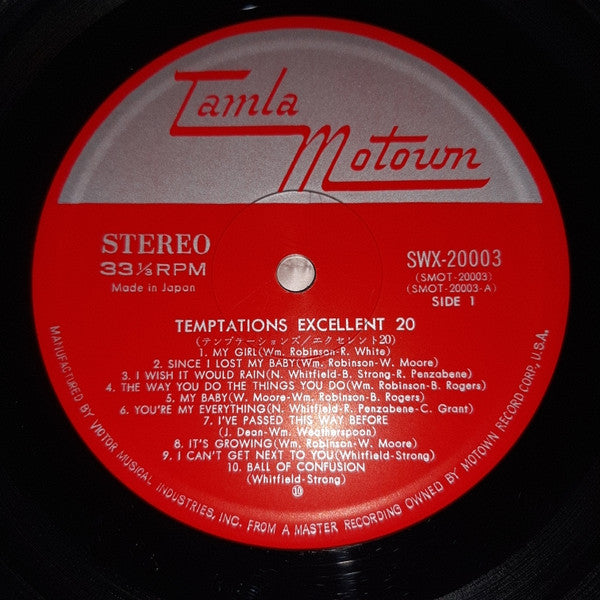 Tamla
Motown
STEREO
33⅓ RPM
Made in Japan
SWX-20003
(SMOT-20003)
(SMOT-20003-A)
SIDE 1
TEMPTATIONS EXCELLENT 20
(テンプテーションズ/エクセレント20)
1. MY GIRL(Wm. Robinson-R. White)
2. SINCE I LOST MY BABY(Wm. Robinson-W. Moore)
3. I WISH IT WOULD RAIN(N. Whitfield-B. Strong-R. Penzabene)
4. THE WAY YOU DO THE THINGS YOU DO(Wm. Robinson-B. Rogers)
5. MY BABY(W. Moore-Wm. Robinson-B. Rogers)
6. YOU'RE MY EVERYTHING(N. Whitfield-R. Penzabene-C. Grant)
7. I'VE PASSED THIS WAY BEFORE
(J. Dean-Wm. Weatherspoon)
8. IT'S GROWING(Wm. Robinson-W. Moore)
9. I CAN'T GET NEXT TO YOU(Whitfield-Strong)
10. BALL OF CONFUSION
(Whitfield-Strong)
MANUFACTURED BY VICTOR MUSICAL INDUSTRIES, INC. FROM A MASTER RECORDING OWNED BY MOTOWN RECORD CORP., U.S.A.